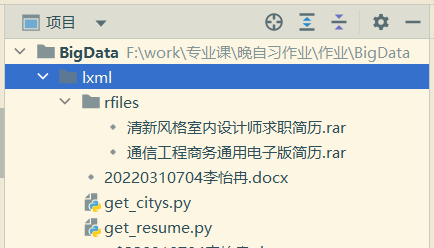 项目
BigData F:\work\专业课\晚自习作业\作业\BigData
lxml
rfiles
清新风格室内设计师求职简历.rar
通信工程商务通用电子版简历.rar
20220310704李怡冉.docx
get_citys.py
get_resume.py